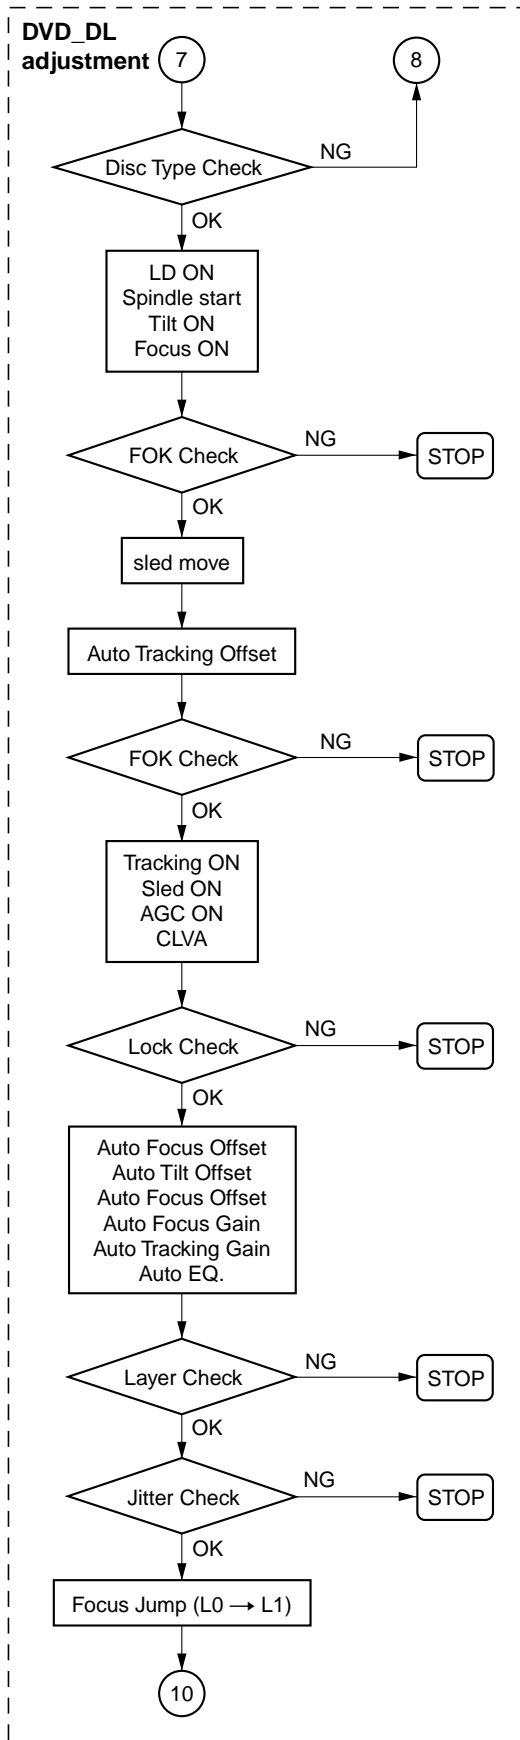 DVD_DL
adjustment
7
8
Disc Type Check
NG
OK
LD ON
Spindle start
Tilt ON
Focus ON
FOK Check
NG
STOP
OK
sled move
Auto Tracking Offset
FOK Check
NG
STOP
OK
Tracking ON
Sled ON
AGC ON
CLVA
Lock Check
NG
STOP
OK
Auto Focus Offset
Auto Tilt Offset
Auto Focus Offset
Auto Focus Gain
Auto Tracking Gain
Auto EQ.
Layer Check
NG
STOP
OK
Jitter Check
NG
STOP
OK
Focus Jump (L0 → L1)
10